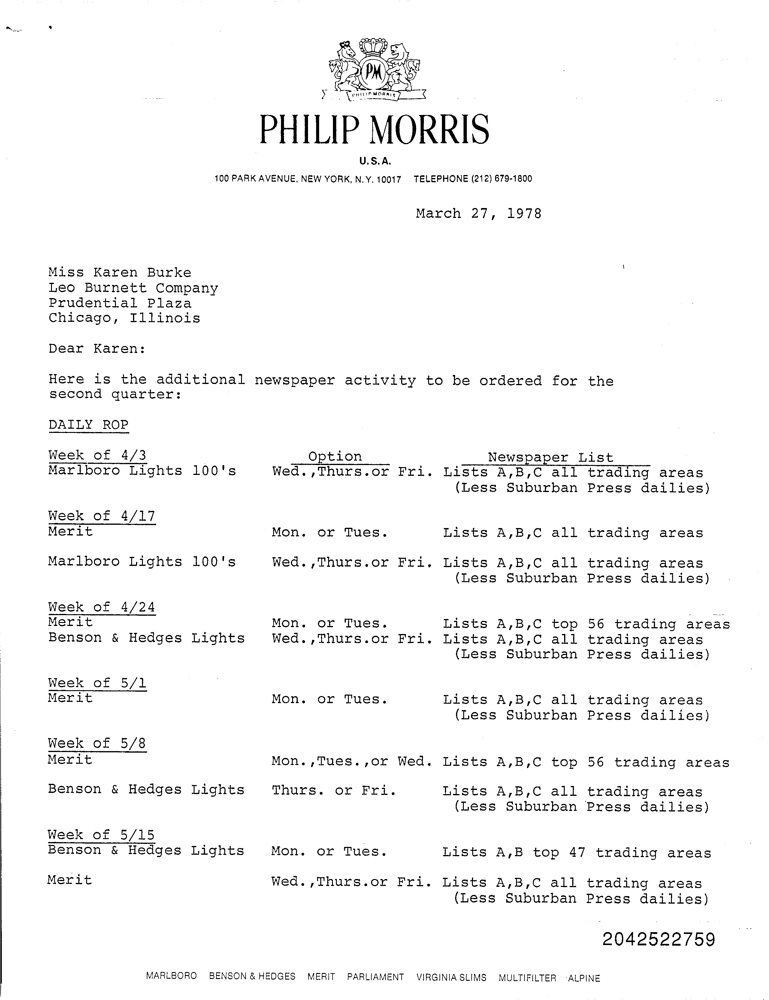 PM
PHILIP MORRIS
PHILIP MORRIS
U.S.A.
100 PARK AVENUE, NEW YORK, N.Y. 10017 TELEPHONE (212) 679-1800
March 27, 1978
Miss Karen Burke
Leo Burnett Company
Prudential Plaza
Chicago, Illinois
Dear Karen:
Here is the additional newspaper activity to be ordered for the
second quarter:
DAILY ROP
Week of 4/3 Option Newspaper List
Marlboro Lights 100's Wed.,Thurs.or Fri. Lists A,B,C all trading areas
(Less Suburban Press dailies)
Week of 4/17
Merit Mon. or Tues. Lists A,B,C all trading areas
Marlboro Lights 100's Wed.,Thurs.or Fri. Lists A,B,C all trading areas
(Less Suburban Press dailies)
Week of 4/24
Merit Mon. or Tues. Lists A,B,C top 56 trading areas
Benson & Hedges Lights Wed.,Thurs.or Fri. Lists A,B,C all trading areas
(Less Suburban Press dailies)
Week of 5/1
Merit Mon. or Tues. Lists A,B,C all trading areas
(Less Suburban Press dailies)
Week of 5/8
Merit Mon.,Tues.,or Wed. Lists A,B,C top 56 trading areas
Benson & Hedges Lights Thurs. or Fri. Lists A,B,C all trading areas
(Less Suburban Press dailies)
Week of 5/15
Benson & Hedges Lights Mon. or Tues. Lists A,B top 47 trading areas
Merit Wed.,Thurs.or Fri. Lists A,B,C all trading areas
(Less Suburban Press dailies)
2042522759
MARLBORO BENSON & HEDGES MERIT PARLIAMENT VIRGINIA SLIMS MULTIFILTER ALPINE